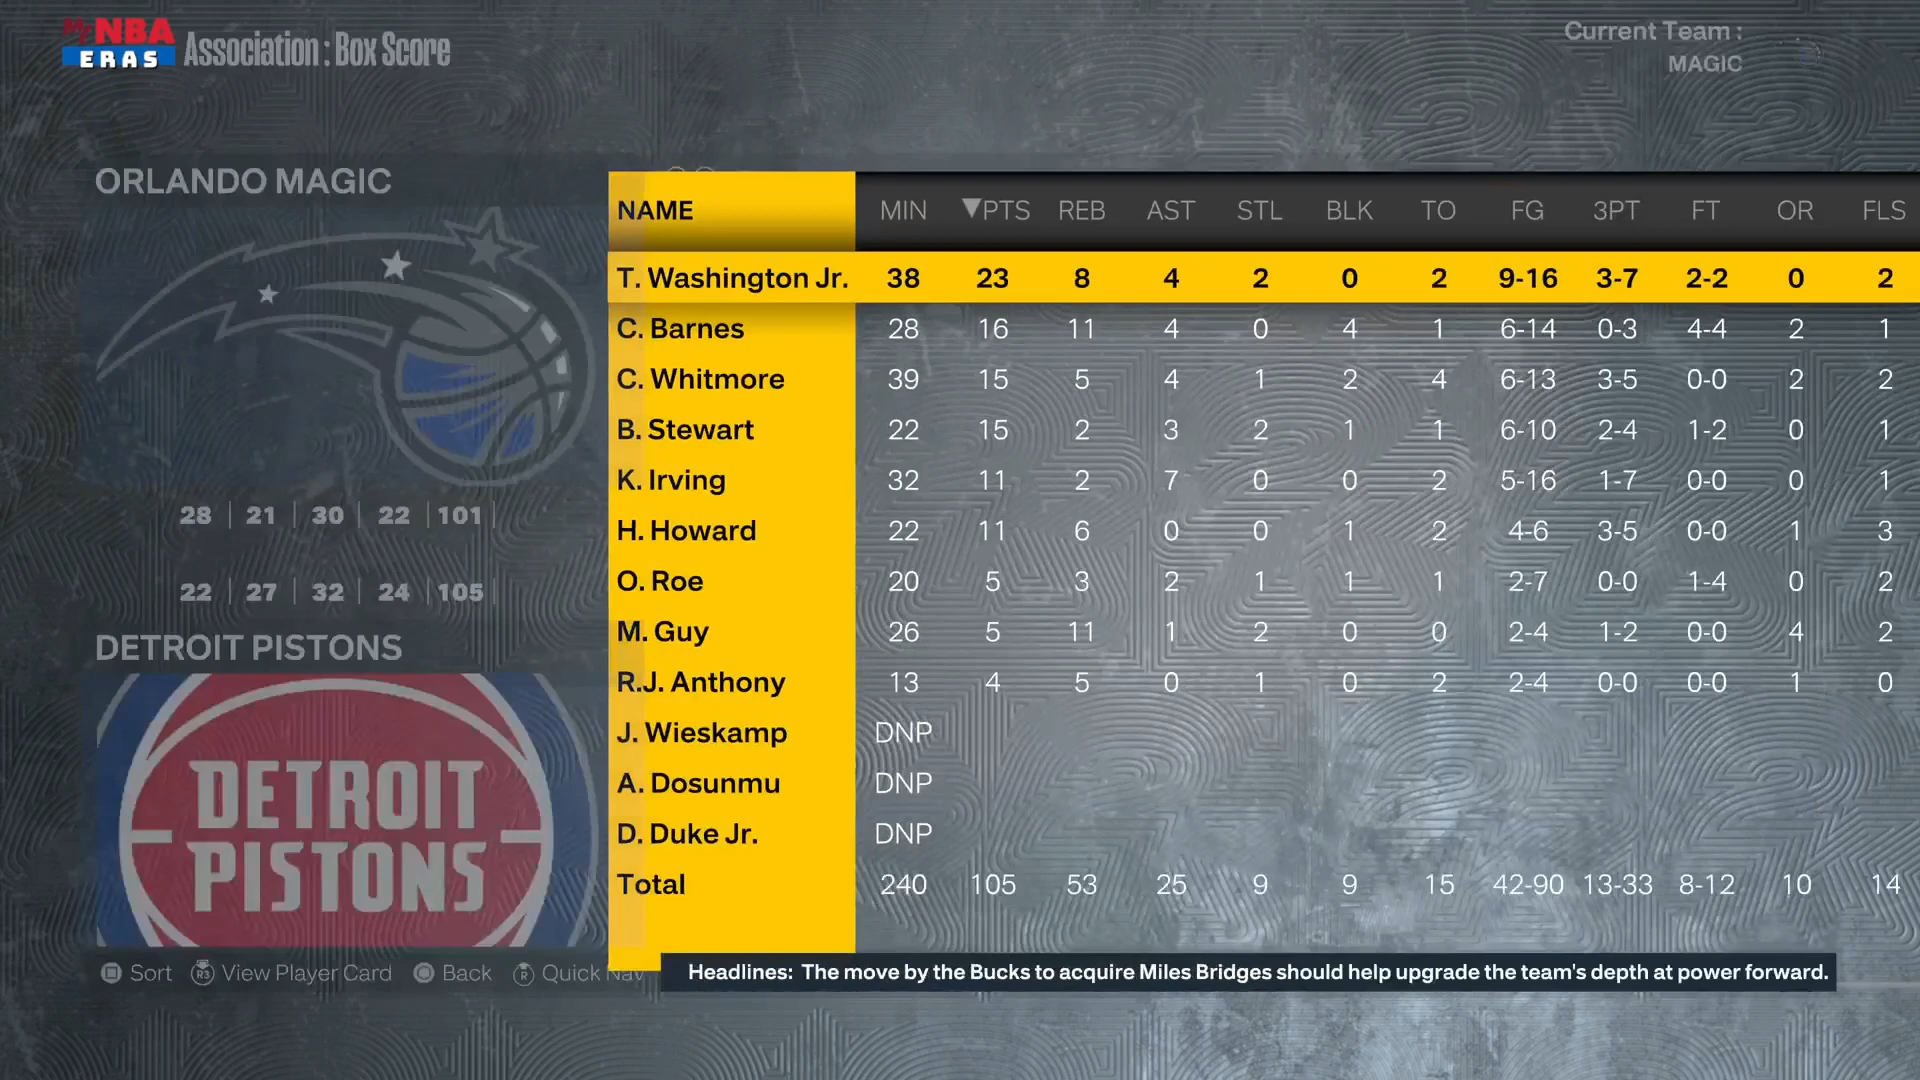 My NBA ERAS Association : Box Score
Current Team :
MAGIC
ORLANDO MAGIC
28 | 21 | 30 | 22 | 101 |
22 | 27 | 32 | 24 | 105 |
DETROIT PISTONS
DETROIT
PISTONS
NAME MIN ▼PTS REB AST STL BLK TO FG 3PT FT OR FLS
T. Washington Jr. 38 23 8 4 2 0 2 9-16 3-7 2-2 0 2
C. Barnes 28 16 11 4 0 4 1 6-14 0-3 4-4 2 1
C. Whitmore 39 15 5 4 1 2 4 6-13 3-5 0-0 2 2
B. Stewart 22 15 2 3 2 1 1 6-10 2-4 1-2 0 1
K. Irving 32 11 2 7 0 0 2 5-16 1-7 0-0 0 1
H. Howard 22 11 6 0 0 1 2 4-6 3-5 0-0 1 3
O. Roe 20 5 3 2 1 1 1 2-7 0-0 1-4 0 2
M. Guy 26 5 11 1 2 0 0 2-4 1-2 0-0 4 2
R.J. Anthony 13 4 5 0 1 0 2 2-4 0-0 0-0 1 0
J. Wieskamp DNP
A. Dosunmu DNP
D. Duke Jr. DNP
Total 240 105 53 25 9 9 15 42-90 13-33 8-12 10 14
Sort R3 View Player Card Back R Quick Nav
Headlines: The move by the Bucks to acquire Miles Bridges should help upgrade the team's depth at power forward.